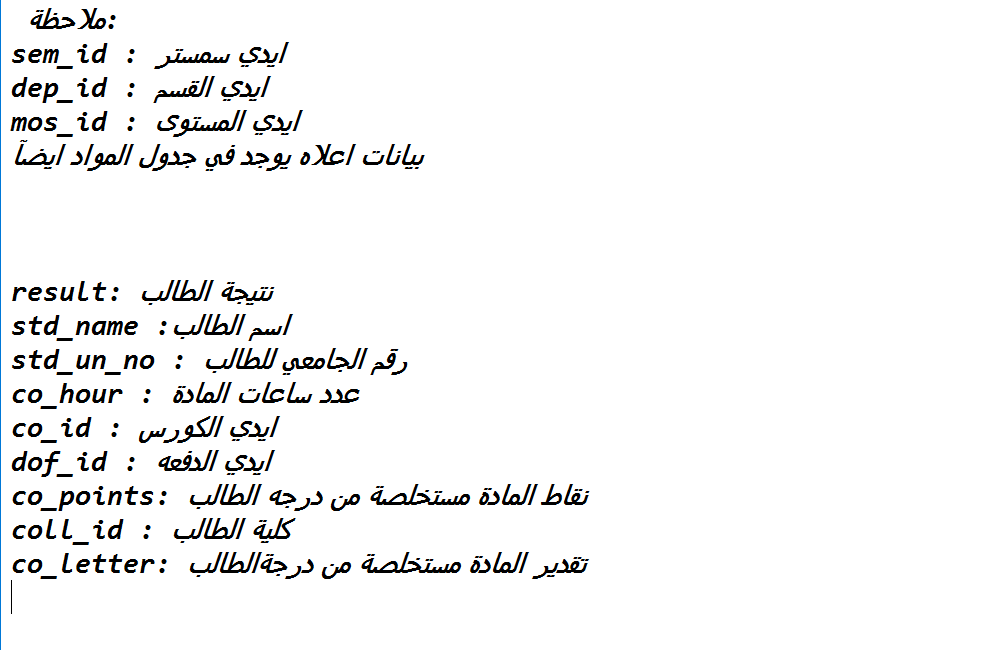 ملاحظة:
sem_id : ايدي سمستر
dep_id : ايدي القسم
mos_id : ايدي المستوى
بيانات اعلاه يوجد في جدول المواد ايضآ
result: نتيجة الطالب
std_name :اسم الطالب
std_un_no : رقم الجامعي للطالب
co_hour : عدد ساعات المادة
co_id : ايدي الكورس
dof_id : ايدي الدفعه
co_points: نقاط المادة مستخلصة من درجه الطالب
coll_id : كلية الطالب
co_letter: تقدير المادة مستخلصة من درجةالطالب